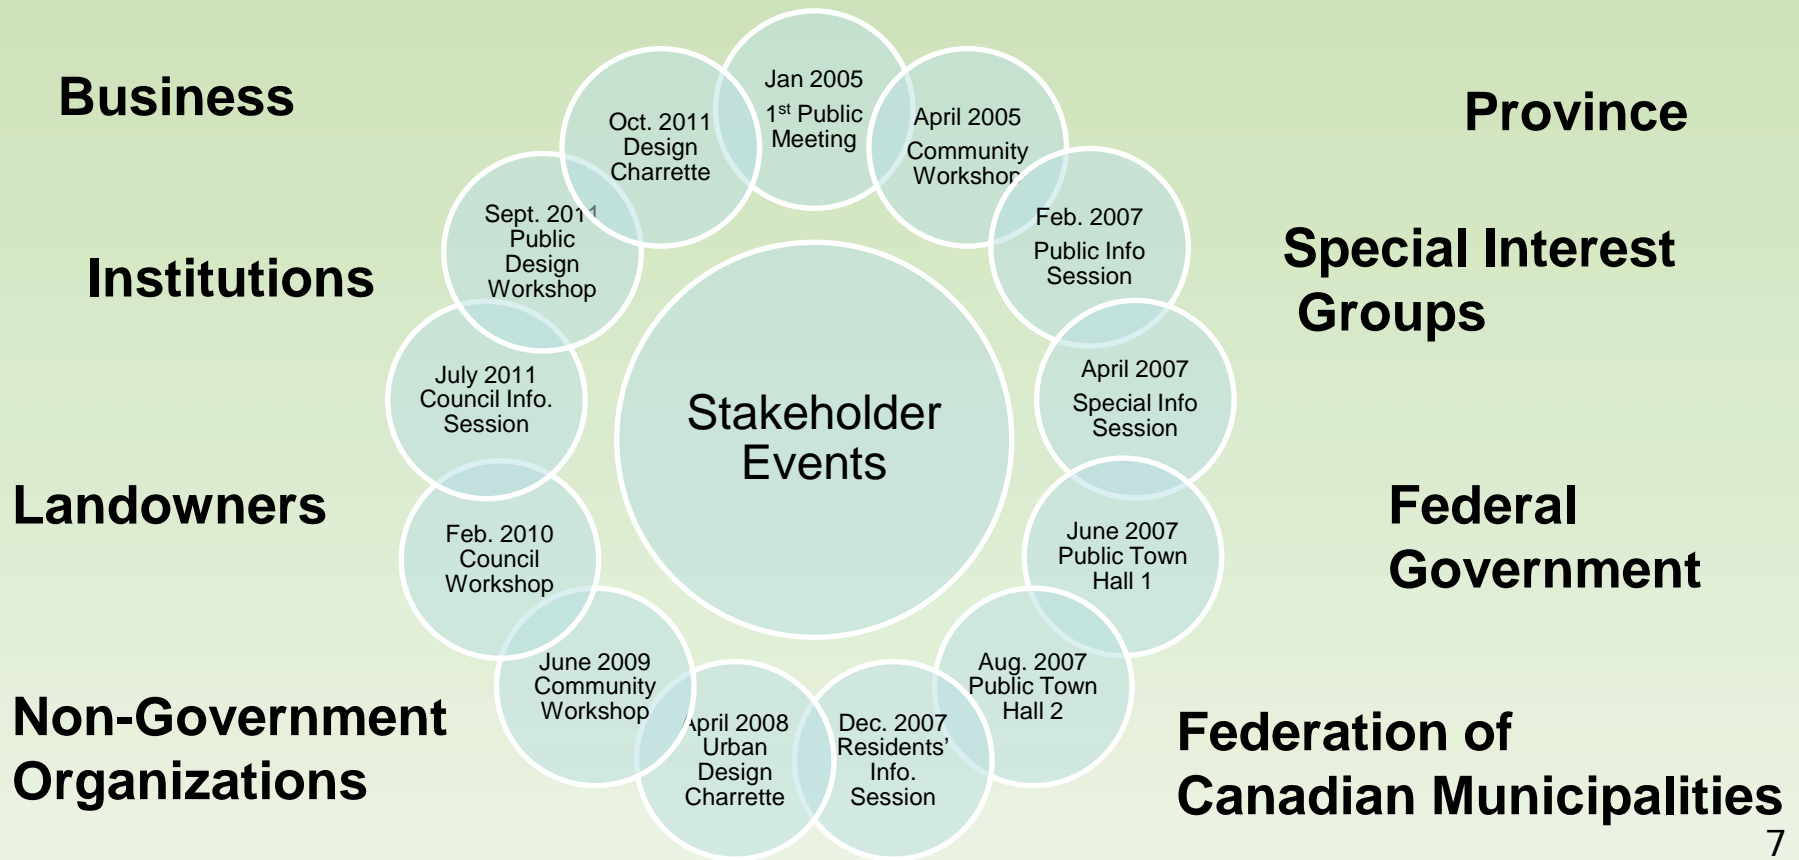 Business
Institutions
Landowners
Non-Government
Organizations
Jan 2005
1st Public
Meeting
April 2005
Community
Workshop
Feb. 2007
Public Info
Session
April 2007
Special Info
Session
June 2007
Public Town
Hall 1
Aug. 2007
Public Town
Hall 2
Dec. 2007
Residents’
Info.
Session
April 2008
Urban
Design
Charrette
June 2009
Community
Workshop
Feb. 2010
Council
Workshop
July 2011
Council Info.
Session
Sept. 2011
Public
Design
Workshop
Oct. 2011
Design
Charrette
Stakeholder
Events
Province
Special Interest
Groups
Federal
Government
Federation of
Canadian Municipalities
7